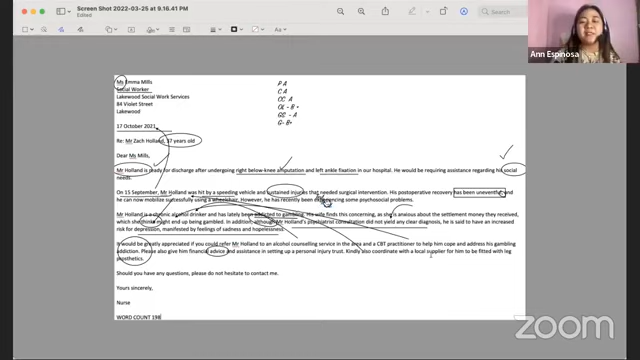 Screen Shot 2022-03-25 at 9.16.41 PM
Edited
Search
Ann Espinosa
Ms Emma Mills
Social Worker
Lakewood Social Work Services
84 Violet Street
Lakewood
P A
C A
OC A
OL - B+
GS - A
G - B+
17 October 2021
Re: Mr Zach Holland, 37 years old
Dear Ms Mills,
Mr Holland is ready for discharge after undergoing right below-knee amputation and left ankle fixation in our hospital. He would be requiring assistance regarding his social
needs.
On 15 September, Mr Holland was hit by a speeding vehicle and sustained injuries that needed surgical intervention. His postoperative recovery has been uneventful, and
he can now mobilize successfully using a wheelchair. However, he has recently been experiencing some psychosocial problems.
Mr Holland is a chronic alcohol drinker and has lately been addicted to gambling. His wife finds this concerning, as she is anxious about the settlement money they received,
which she thinks might end up being gambled. In addition, although Mr Holland's psychiatrist consultation did not yield any clear diagnosis, he is said to have an increased
risk for depression, manifested by feelings of sadness and hopelessness.
It would be greatly appreciated if you could refer Mr Holland to an alcohol counselling service in the area and a CBT practitioner to help him cope and address his gambling
addiction. Please also give him financial advice and assistance in setting up a personal injury trust. Kindly also coordinate with a local supplier for him to be fitted with leg
prosthetics.
Should you have any questions, please do not hesitate to contact me.
Yours sincerely,
Nurse
WORD COUNT 198
zoom